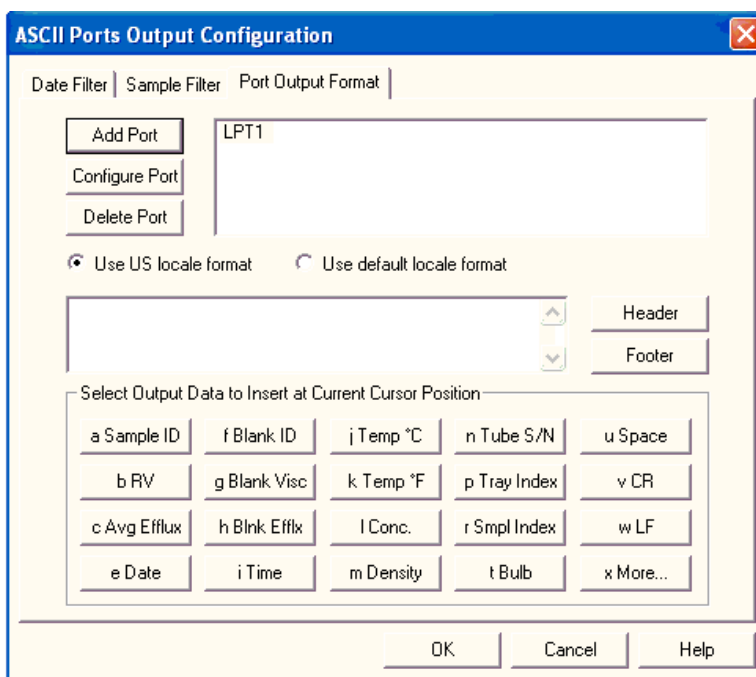 ASCII Ports Output Configuration
Date Filter Sample Filter Port Output Format
Add Port
LPT1
Configure Port
Delete Port
Use US locale format Use default locale format
Header
Footer
Select Output Data to Insert at Current Cursor Position
a Sample ID f Blank ID j Temp °C n Tube S/N u Space
b RV g Blank Visc k Temp °F p Tray Index v CR
c Avg Efflux h Blnk Efflx l Conc. r Smpl Index w LF
e Date i Time m Density t Bulb x More...
OK Cancel Help